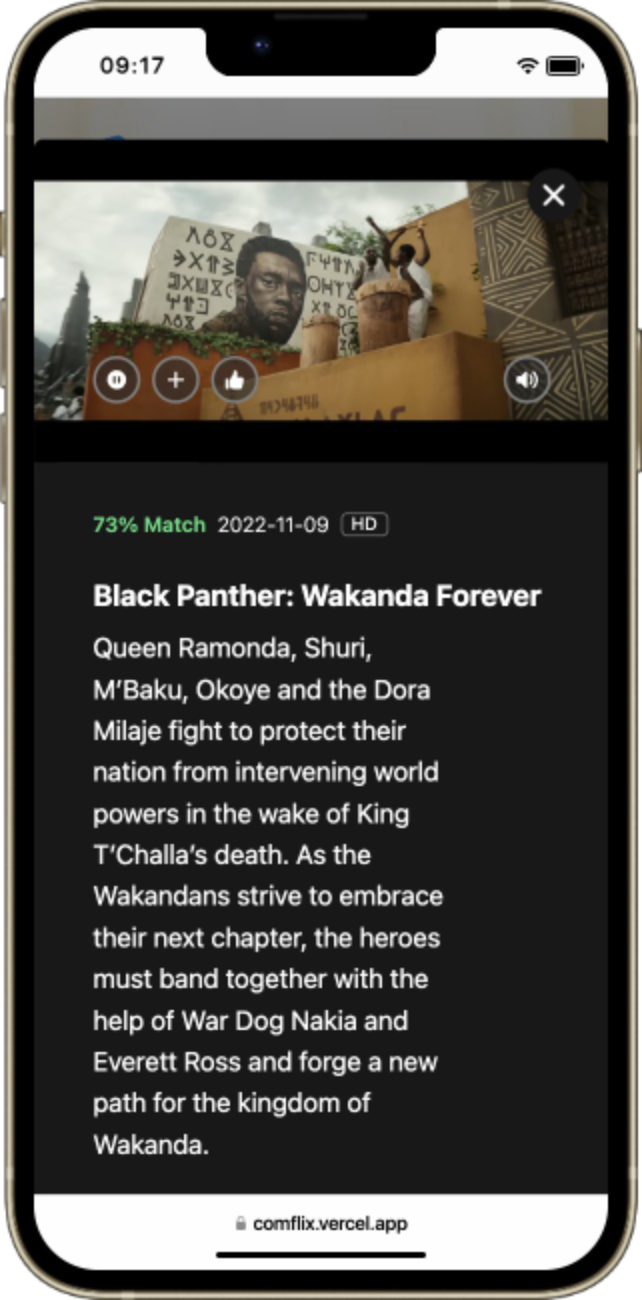 09:17
73% Match 2022-11-09 HD
Black Panther: Wakanda Forever
Queen Ramonda, Shuri,
M’Baku, Okoye and the Dora
Milaje fight to protect their
nation from intervening world
powers in the wake of King
T’Challa’s death. As the
Wakandans strive to embrace
their next chapter, the heroes
must band together with the
help of War Dog Nakia and
Everett Ross and forge a new
path for the kingdom of
Wakanda.
comflix.vercel.app